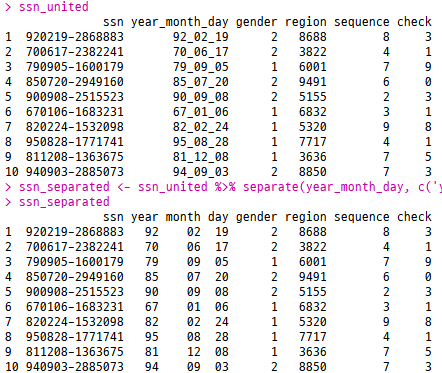 > ssn_united
ssn year_month_day gender region sequence check
1 920219-2868883 92_02_19 2 8688 8 3
2 700617-2382241 70_06_17 2 3822 4 1
3 790905-1600179 79_09_05 1 6001 7 9
4 850720-2949160 85_07_20 2 9491 6 0
5 900908-2515523 90_09_08 2 5155 2 3
6 670106-1683231 67_01_06 1 6832 3 1
7 820224-1532098 82_02_24 1 5320 9 8
8 950828-1771741 95_08_28 1 7717 4 1
9 811208-1363675 81_12_08 1 3636 7 5
10 940903-2885073 94_09_03 2 8850 7 3
> ssn_separated <- ssn_united %>% separate(year_month_day, c('y
> ssn_separated
ssn year month day gender region sequence check
1 920219-2868883 92 02 19 2 8688 8 3
2 700617-2382241 70 06 17 2 3822 4 1
3 790905-1600179 79 09 05 1 6001 7 9
4 850720-2949160 85 07 20 2 9491 6 0
5 900908-2515523 90 09 08 2 5155 2 3
6 670106-1683231 67 01 06 1 6832 3 1
7 820224-1532098 82 02 24 1 5320 9 8
8 950828-1771741 95 08 28 1 7717 4 1
9 811208-1363675 81 12 08 1 3636 7 5
10 940903-2885073 94 09 03 2 8850 7 3